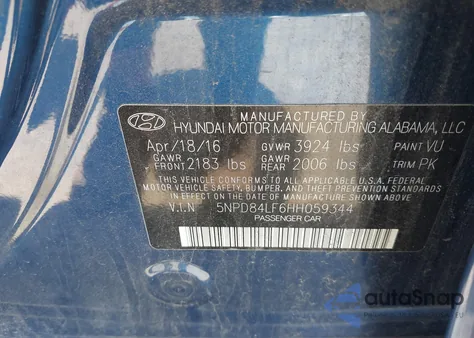 MANUFACTURED BY
HYUNDAI MOTOR MANUFACTURING ALABAMA, LLC
Apr/18/16 GVWR 3924 lbs PAINT VU
GAWR FRONT 2183 lbs GAWR REAR 2006 lbs TRIM PK
THIS VEHICLE CONFORMS TO ALL APPLICABLE U.S.A. FEDERAL
MOTOR VEHICLE SAFETY, BUMPER, AND THEFT PREVENTION
STANDARDS IN EFFECT ON THE DATE OF MANUFACTURE
SHOWN ABOVE.
V.I.N 5NPD84LF6HH059344
PASSENGER CAR
autoSnap